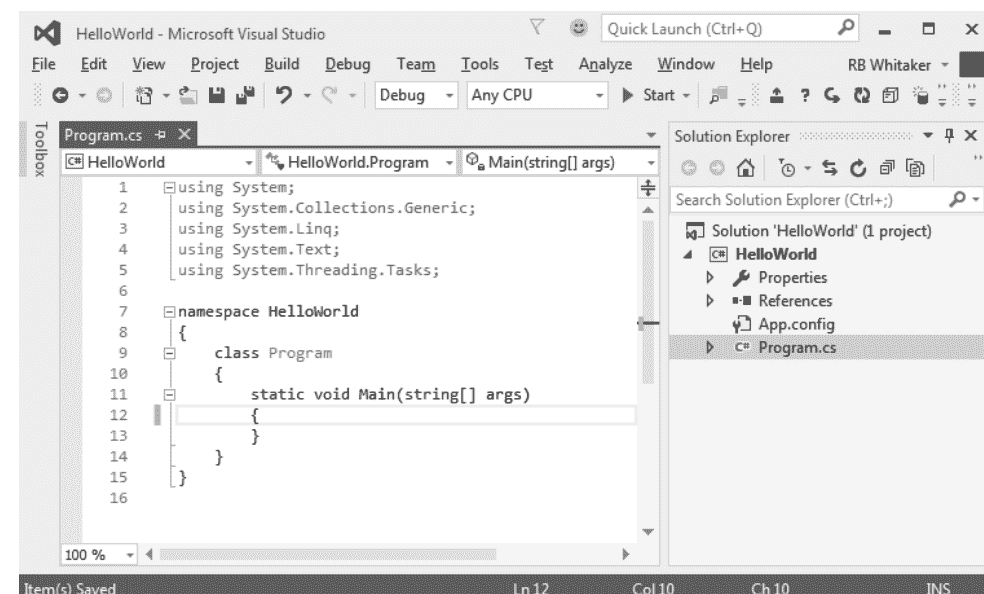 HelloWorld - Microsoft Visual Studio
Quick Launch (Ctrl+Q)
File Edit View Project Build Debug Team Tools Test Analyze Window Help RB Whitaker
Debug Any CPU Start
Toolbox
Program.cs
HelloWorld HelloWorld.Program Main(string[] args)
1 using System;
2 using System.Collections.Generic;
3 using System.Linq;
4 using System.Text;
5 using System.Threading.Tasks;
6
7 namespace HelloWorld
8 {
9 class Program
10 {
11 static void Main(string[] args)
12 {
13 }
14 }
15 }
16
100 %
Solution Explorer
Search Solution Explorer (Ctrl+;)
Solution 'HelloWorld' (1 project)
C# HelloWorld
Properties
References
App.config
C# Program.cs
Item(s) Saved Ln 12 Col 10 Ch 10 INS